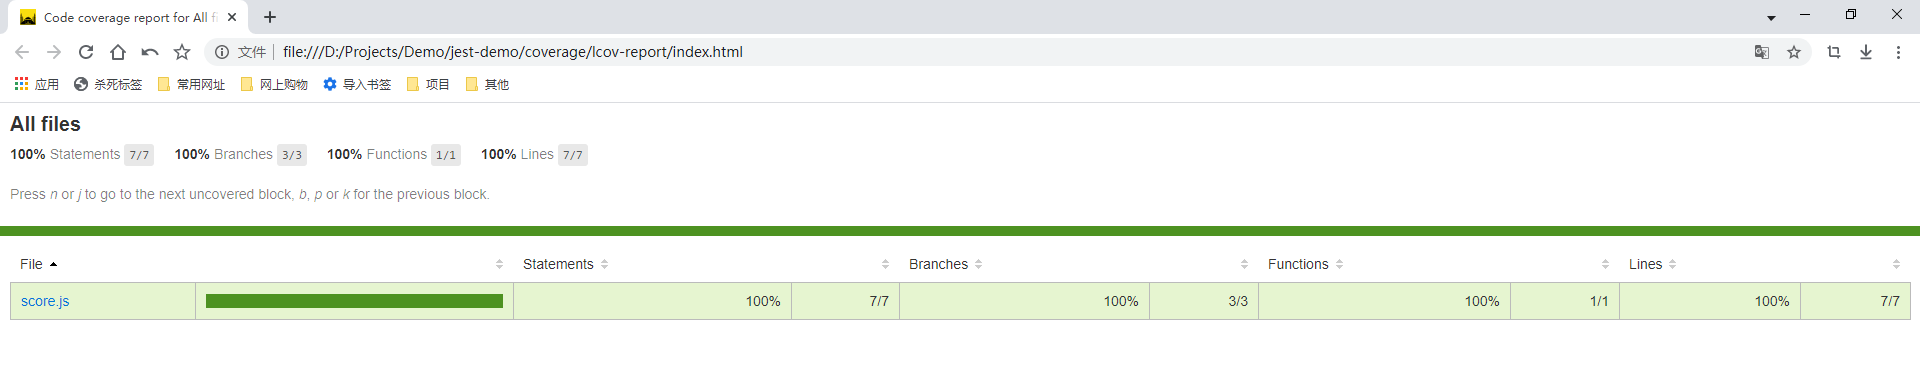 Code coverage report for All fi
文件 file:///D:/Projects/Demo/jest-demo/coverage/lcov-report/index.html
应用 杀死标签 常用网址 网上购物 导入书签 项目 其他
All files
100% Statements 7/7 100% Branches 3/3 100% Functions 1/1 100% Lines 7/7
Press n or j to go to the next uncovered block, b, p or k for the previous block.
File Statements Branches Functions Lines
score.js 100% 7/7 100% 3/3 100% 1/1 100% 7/7